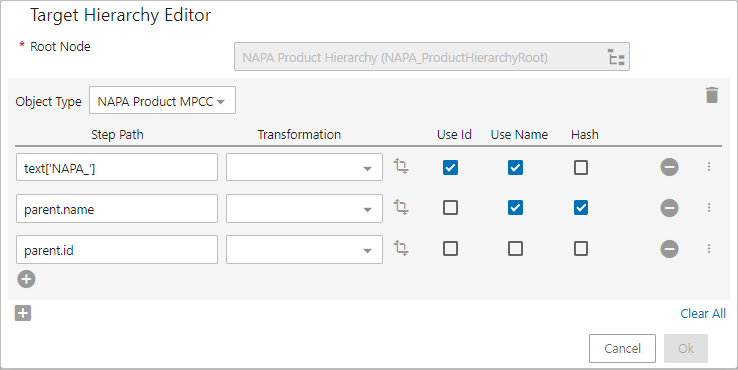 Target Hierarchy Editor
* Root Node
NAPA Product Hierarchy (NAPA_ProductHierarchyRoot)
Object Type NAPA Product MPCC
Step Path Transformation Use Id Use Name Hash
text['NAPA_']
parent.name
parent.id
Clear All
Cancel Ok